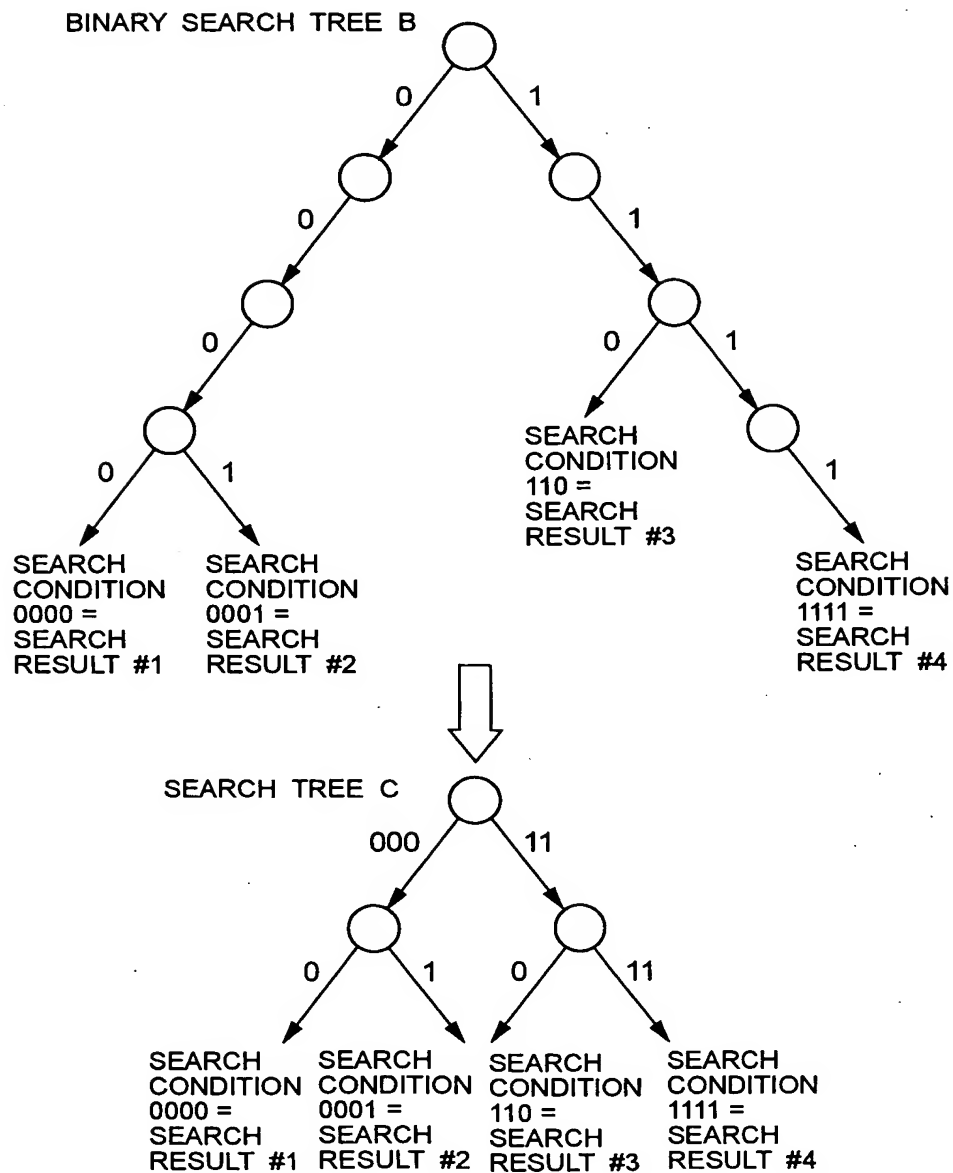 BINARY SEARCH TREE B
0 1
0 1
0
0 1
0 1
SEARCH
CONDITION
110 =
SEARCH
RESULT #3
1
SEARCH
CONDITION
0000 =
SEARCH
RESULT #1
SEARCH
CONDITION
0001 =
SEARCH
RESULT #2
SEARCH
CONDITION
1111 =
SEARCH
RESULT #4
SEARCH TREE C
000 11
0 1 0 11
SEARCH
CONDITION
0000 =
SEARCH
RESULT #1
SEARCH
CONDITION
0001 =
SEARCH
RESULT #2
SEARCH
CONDITION
110 =
SEARCH
RESULT #3
SEARCH
CONDITION
1111 =
SEARCH
RESULT #4